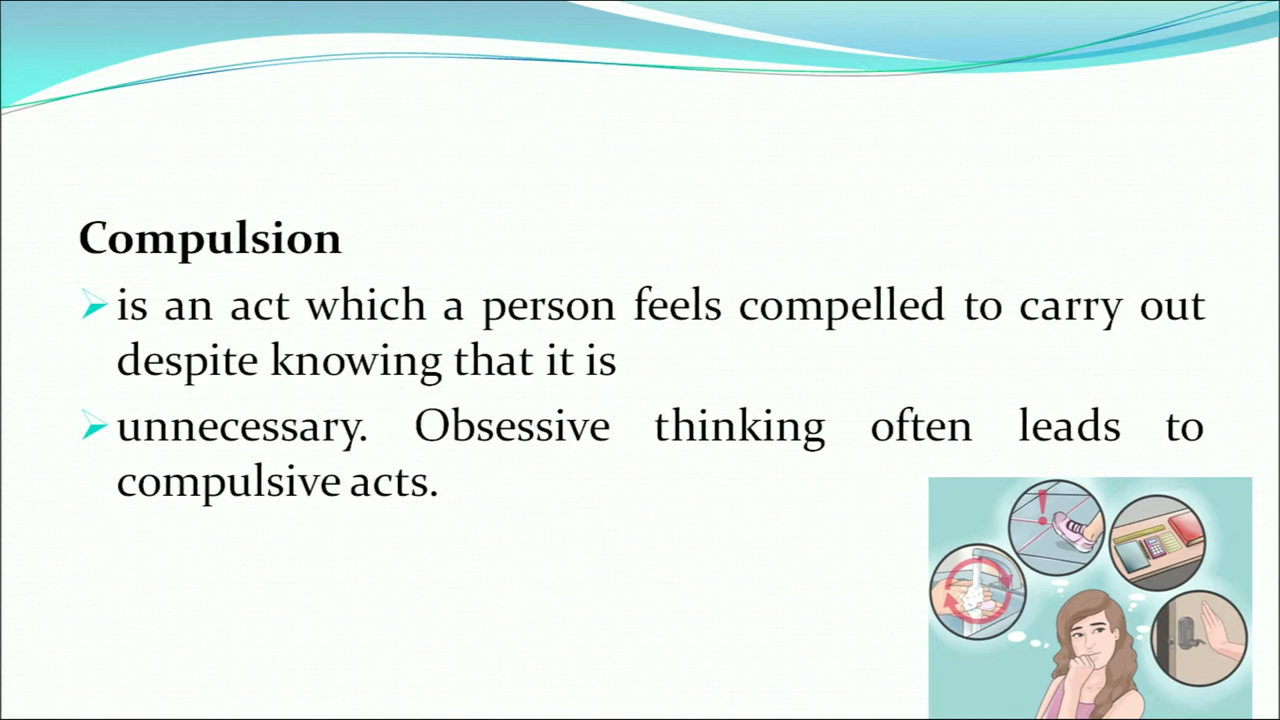 Compulsion
is an act which a person feels compelled to carry out
despite knowing that it is
unnecessary. Obsessive thinking often leads to
compulsive acts.